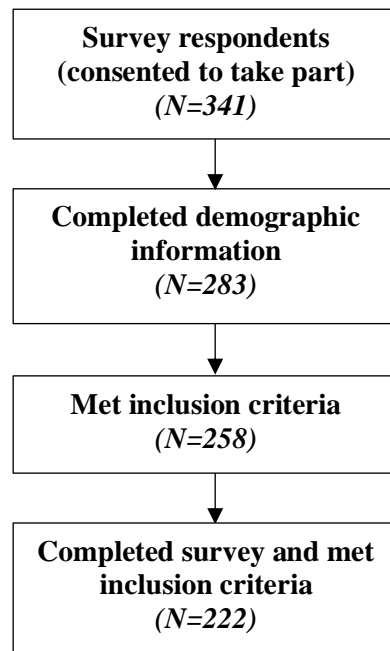 Survey respondents
(consented to take part)
(N=341)
Completed demographic
information
(N=283)
Met inclusion criteria
(N=258)
Completed survey and met
inclusion criteria
(N=222)